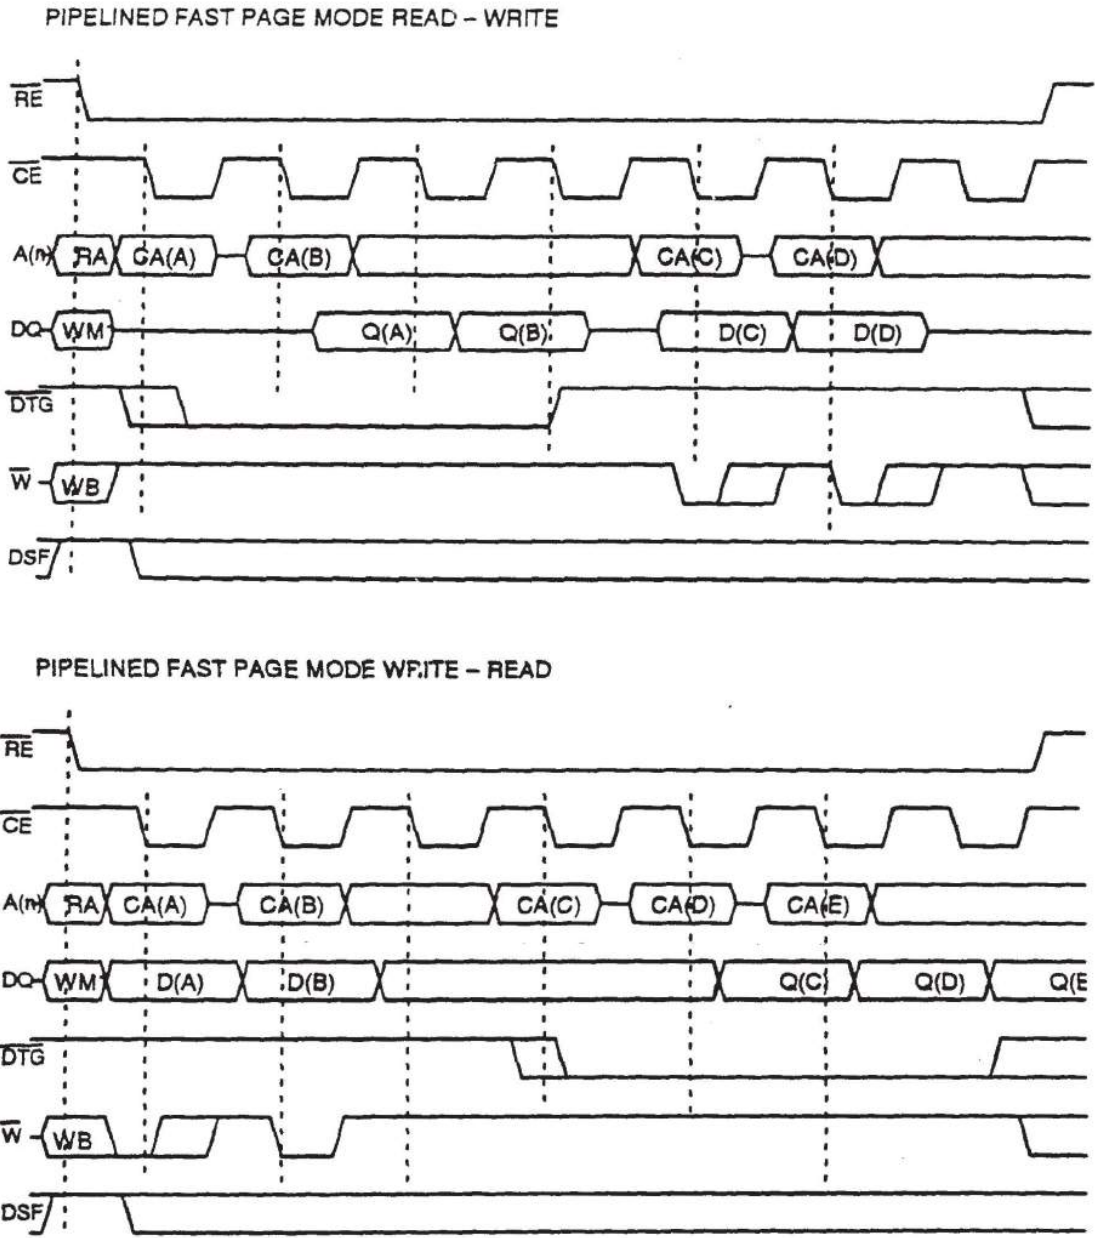 PIPELINED FAST PAGE MODE READ – WRITE
RE
CE
A(n) RA CA(A) CA(B) CA(C) CA(D)
DQ WM Q(A) Q(B) D(C) D(D)
DTG
W WB
DSF
PIPELINED FAST PAGE MODE WRITE – READ
RE
CE
A(n) RA CA(A) CA(B) CA(C) CA(D) CA(E)
DQ WM D(A) D(B) Q(C) Q(D) Q(E
DTG
W WB
DSF